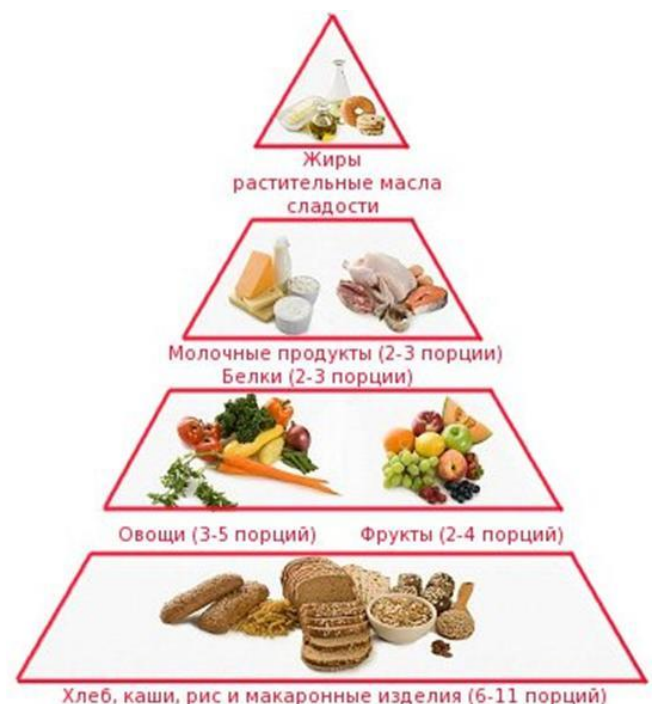 Жиры
растительные масла
сладости
Молочные продукты (2-3 порции)
Белки (2-3 порции)
Овощи (3-5 порций) Фрукты (2-4 порций)
Хлеб, каши, рис и макаронные изделия (6-11 порций)